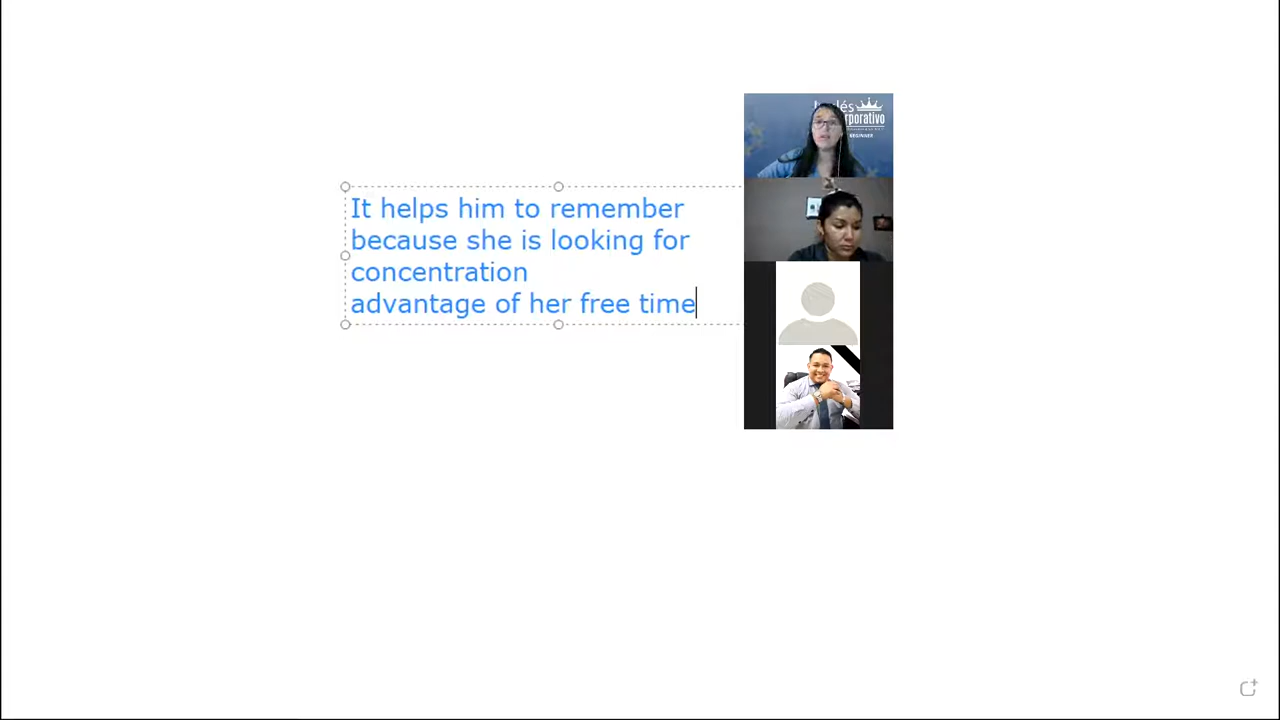 It helps him to remember
because she is looking for
concentration
advantage of her free time